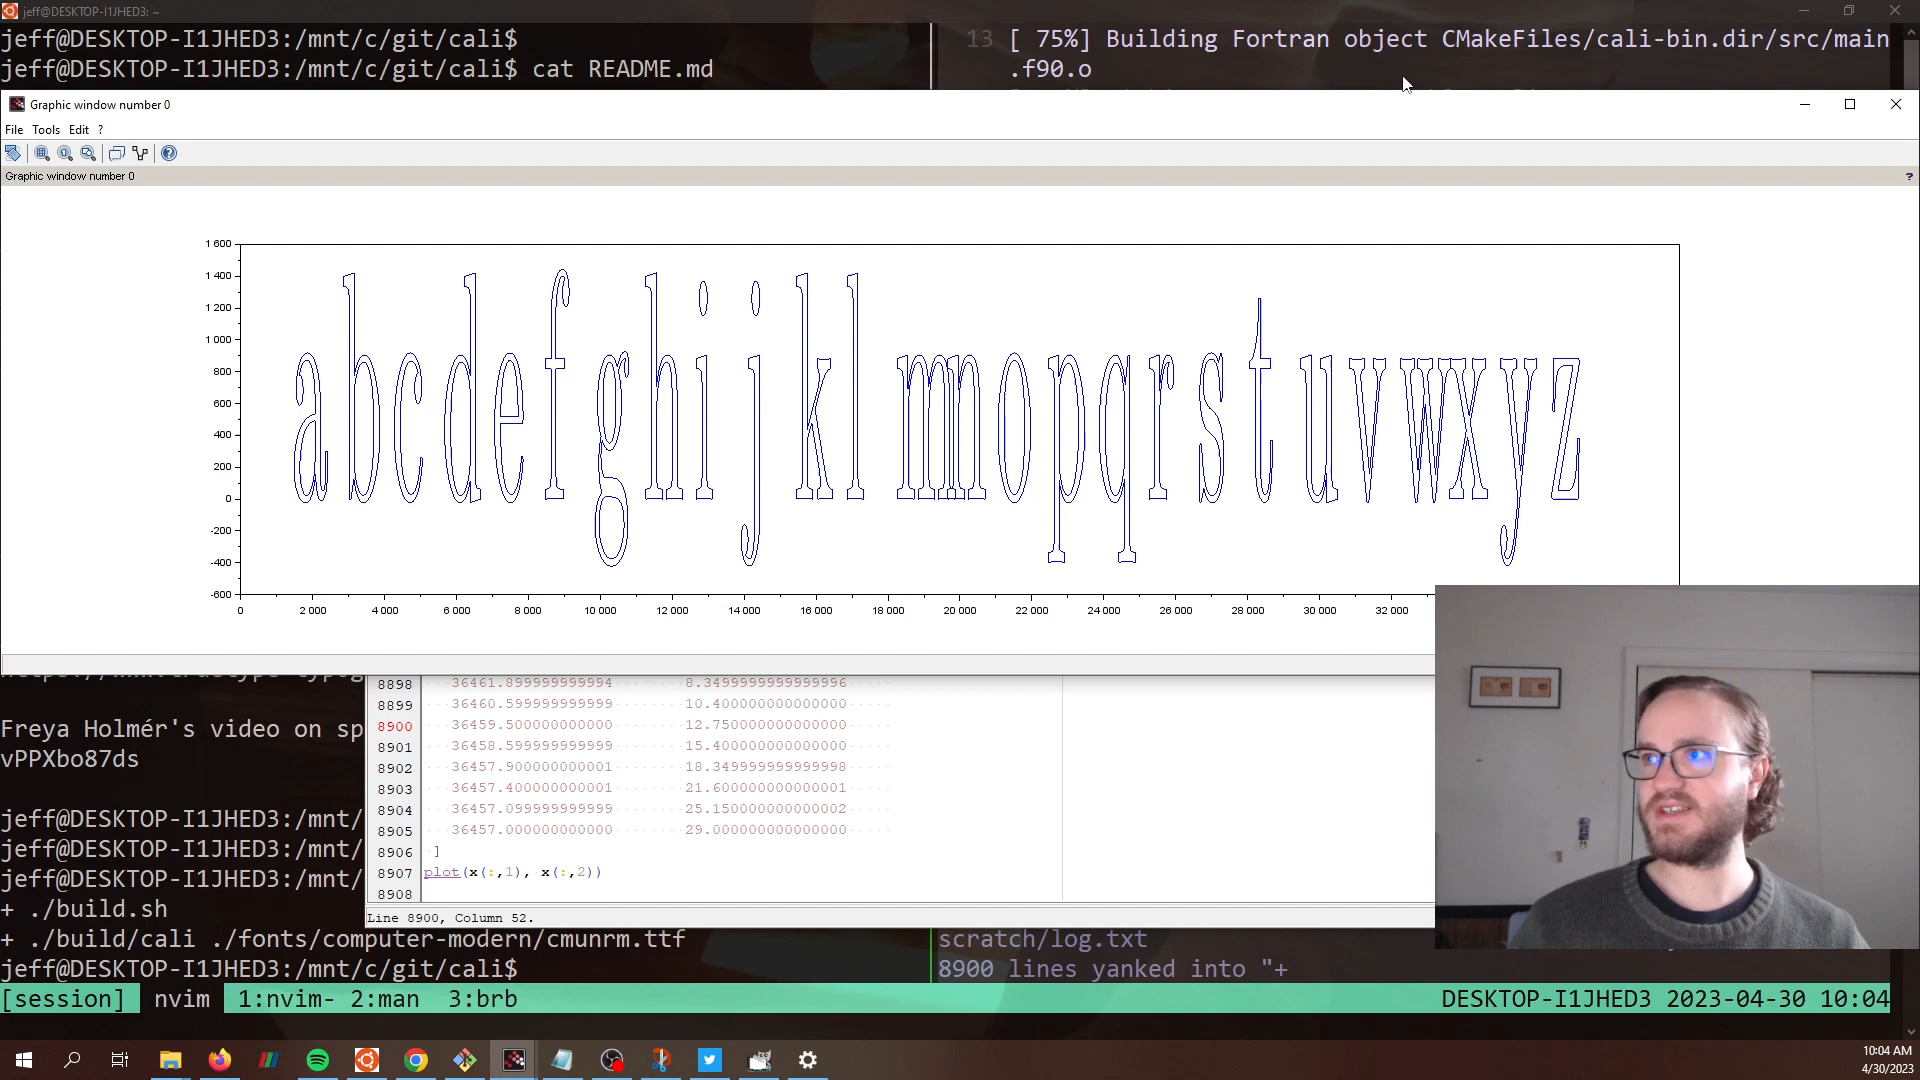 jeff@DESKTOP-I1JHED3: ~
jeff@DESKTOP-I1JHED3:/mnt/c/git/cali$
jeff@DESKTOP-I1JHED3:/mnt/c/git/cali$ cat README.md
13 [ 75%] Building Fortran object CMakeFiles/cali-bin.dir/src/main
.f90.o
Graphic window number 0
File Tools Edit ?
Graphic window number 0
?
1 600
1 400
1 200
1 000
800
600
400
200
0
-200
-400
-600
abcdefghijklmnopqrstuvwxyz
0 2 000 4 000 6 000 8 000 10 000 12 000 14 000 16 000 18 000 20 000 22 000 24 000 26 000 28 000 30 000 32 000
8898 36461.899999999994 8.3499999999999996
8899 36460.599999999999 10.400000000000000
8900 36459.500000000000 12.750000000000000
8901 36458.599999999999 15.400000000000000
8902 36457.900000000001 18.349999999999998
8903 36457.400000000001 21.600000000000001
8904 36457.099999999999 25.150000000000002
8905 36457.000000000000 29.000000000000000
8906 ]
8907 plot(x(:,1), x(:,2))
8908
Line 8900, Column 52.
Freya Holmér's video on sp
vPPXbo87ds
jeff@DESKTOP-I1JHED3:/mnt/
jeff@DESKTOP-I1JHED3:/mnt/
jeff@DESKTOP-I1JHED3:/mnt/
+ ./build.sh
+ ./build/cali ./fonts/computer-modern/cmunrm.ttf
jeff@DESKTOP-I1JHED3:/mnt/c/git/cali$
scratch/log.txt
8900 lines yanked into "+
[session] nvim 1:nvim- 2:man 3:brb
DESKTOP-I1JHED3 2023-04-30 10:04
10:04 AM
4/30/2023